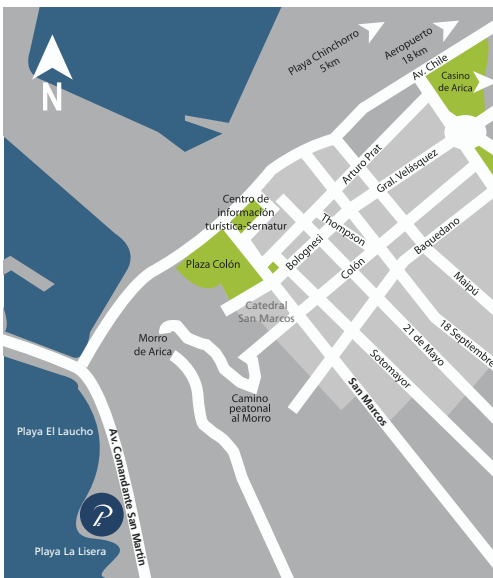 Playa Chinchorro
5 km
Aeropuerto
18 km
Av. Chile
Casino
de Arica
N
Arturo Prat
Gral. Velásquez
Centro de
información
turística-Sernatur
Thompson
Bolognesi
Baquedano
Plaza Colón
Colón
Maipú
Catedral
San Marcos
18 Septiembre
21 de Mayo
Morro
de Arica
Sotomayor
San Marcos
Camino
peatonal
al Morro
Playa El Laucho
Av. Comandante San Martín
P
Playa La Lisera